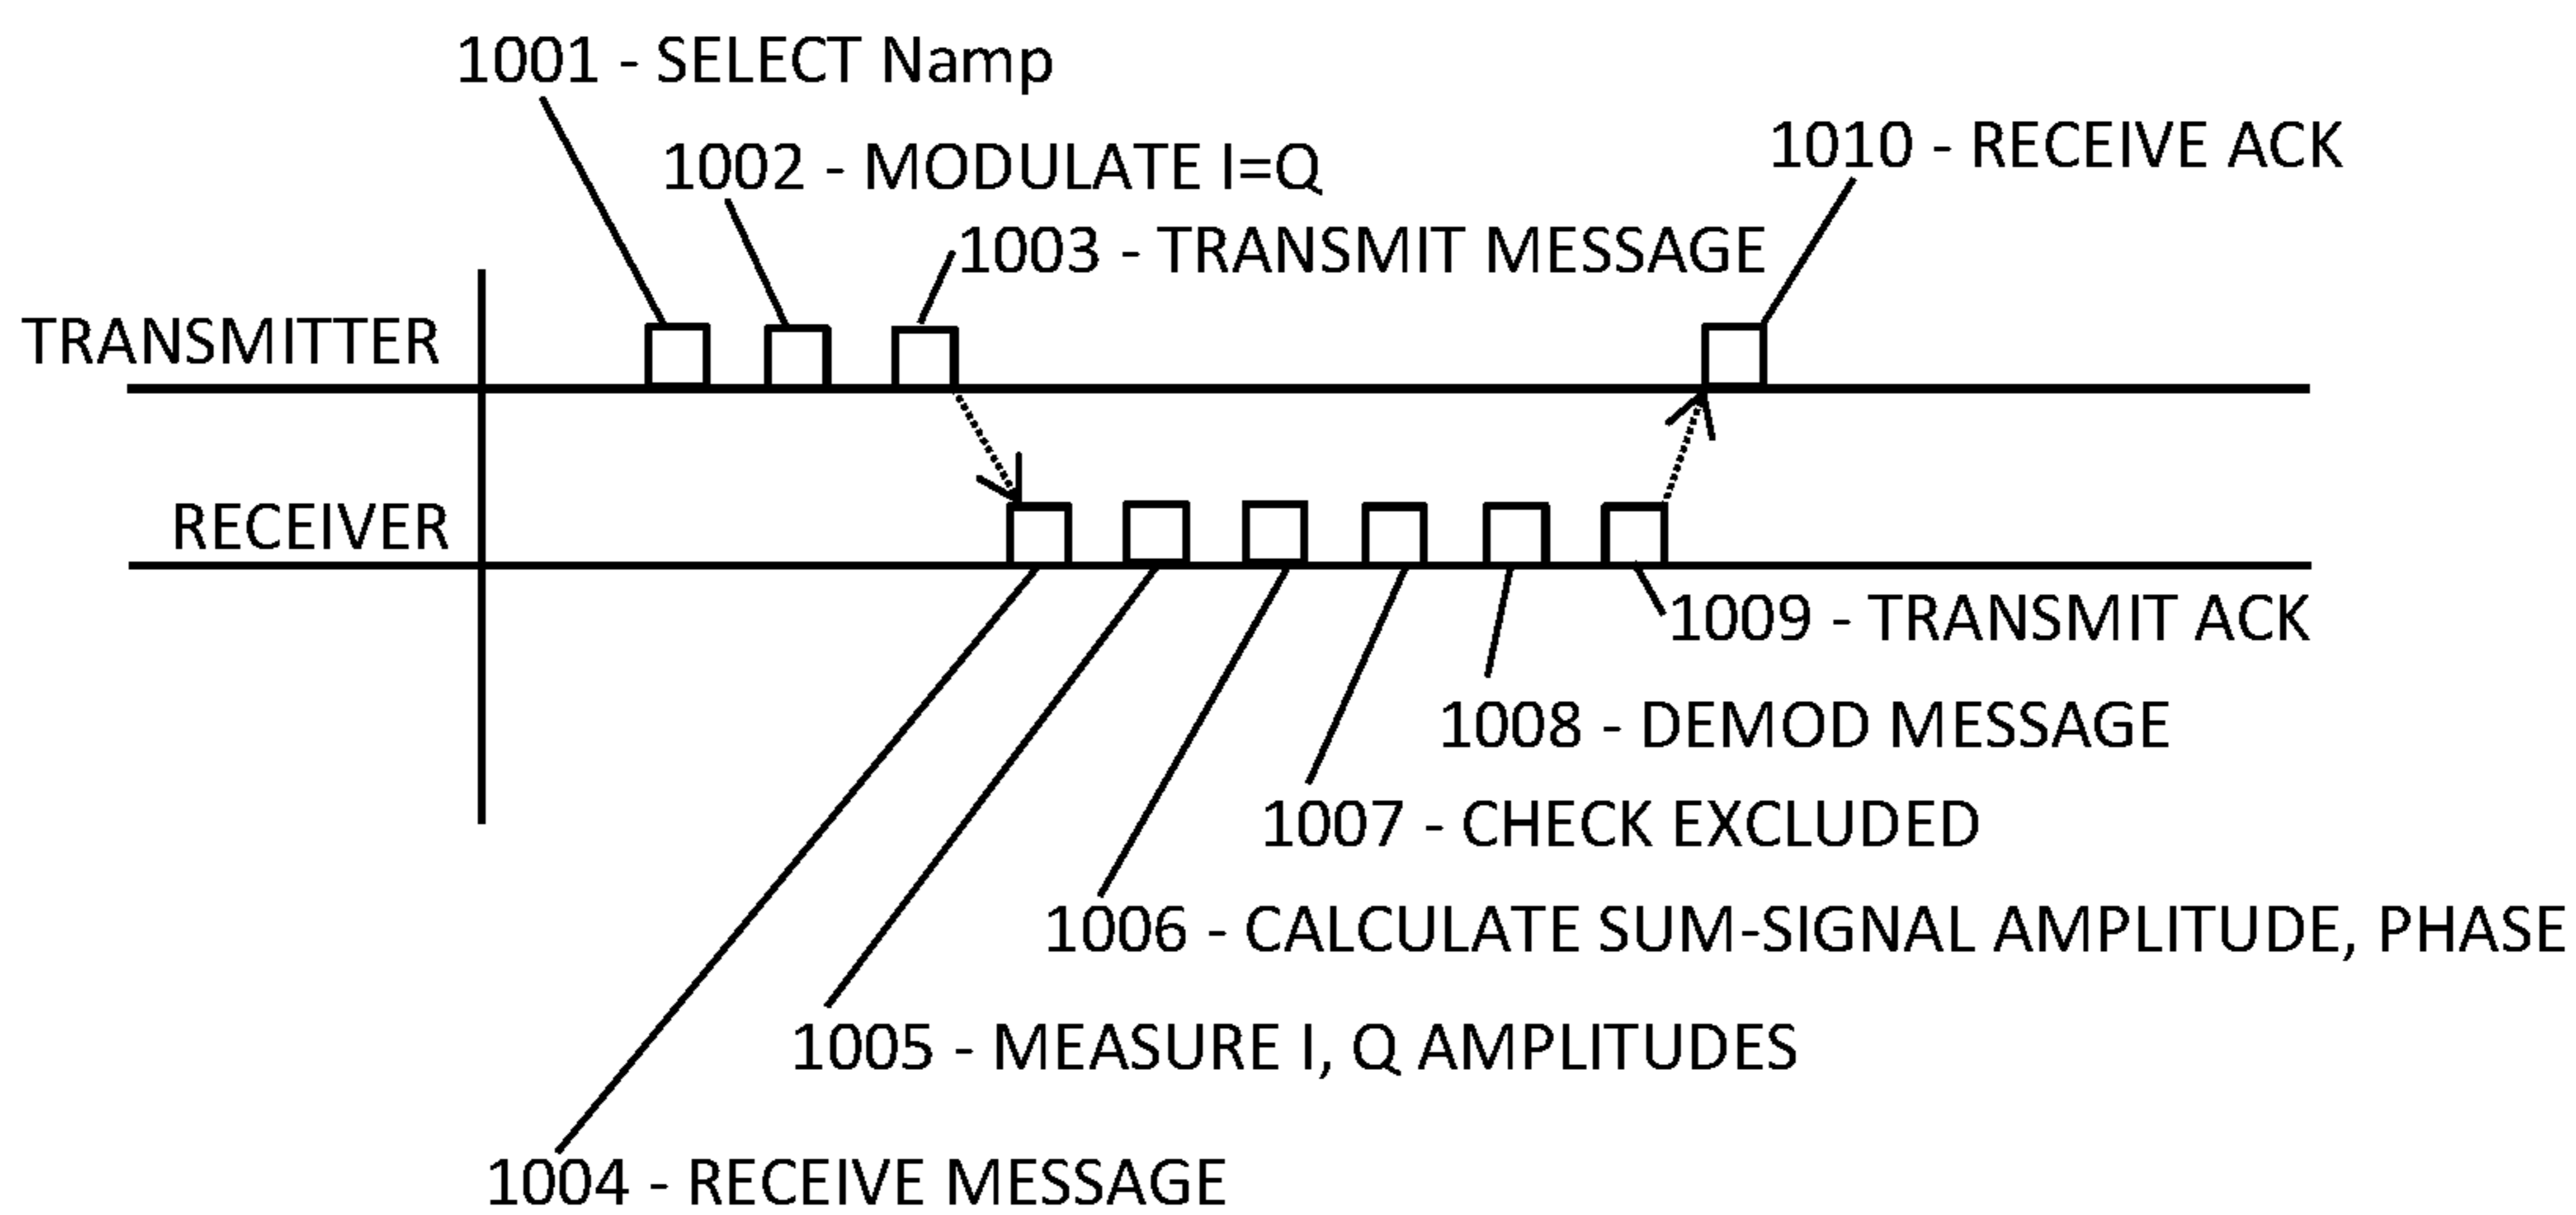 1001 - SELECT Namp
1002 - MODULATE I=Q
1010 - RECEIVE ACK
1003 - TRANSMIT MESSAGE
TRANSMITTER
RECEIVER
1009 - TRANSMIT ACK
1008 - DEMOD MESSAGE
1007 - CHECK EXCLUDED
1006 - CALCULATE SUM-SIGNAL AMPLITUDE, PHASE
1005 - MEASURE I, Q AMPLITUDES
1004 - RECEIVE MESSAGE